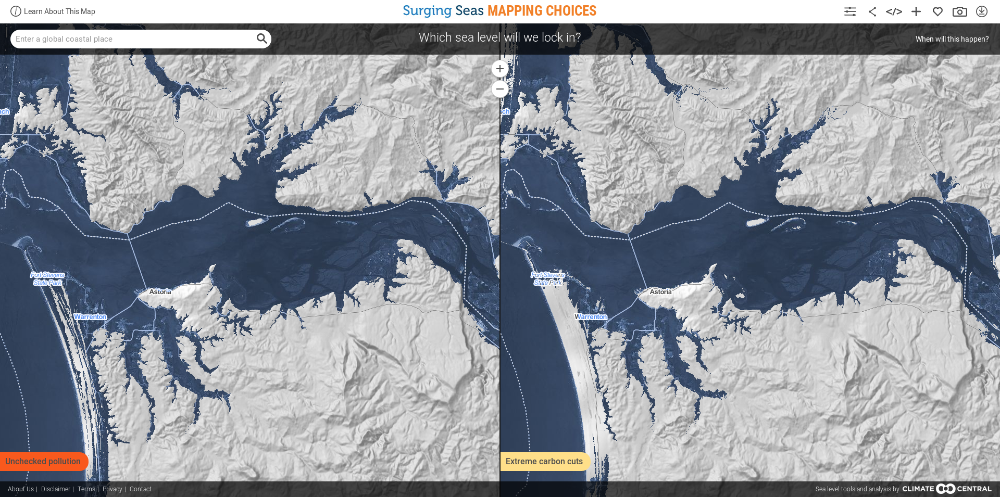 Learn About This Map
Surging Seas MAPPING CHOICES
Enter a global coastal place
Which sea level will we lock in?
When will this happen?
ach
ach
Fort Stevens
State Park
Astoria
Warrenton
Fort Stevens
State Park
Astoria
Warrenton
Unchecked pollution
Extreme carbon cuts
About Us | Disclaimer | Terms | Privacy | Contact
Sea level tools and analysis by CLIMATE CENTRAL